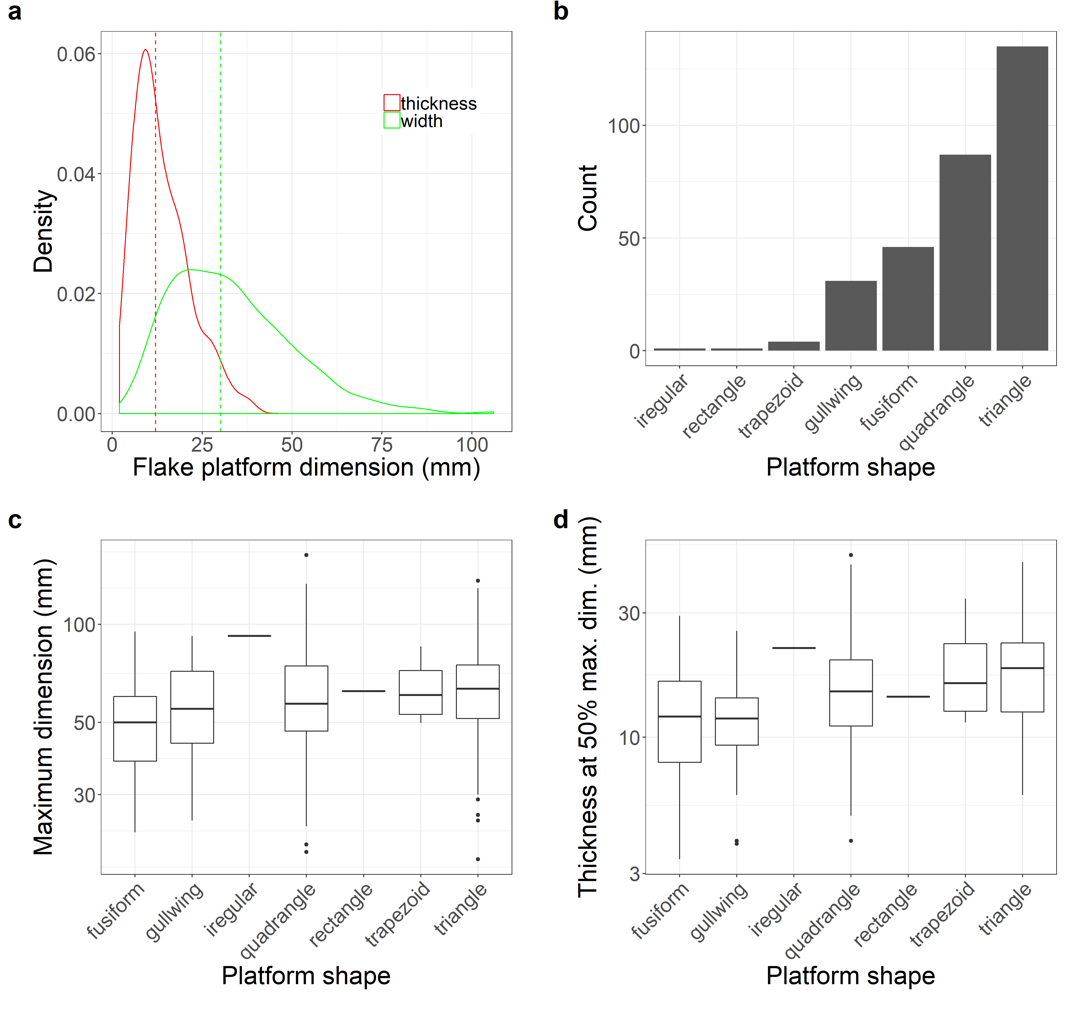 a
0.06
0.04
0.02
0.00
Density
thickness
width
0
25
50
75
100
Flake platform dimension (mm)
b
100
50
0
Count
iregular
rectangle
trapezoid
gullwing
fusiform
quadrangle
triangle
Platform shape
c
100
50
30
Maximum dimension (mm)
fusiform
gullwing
iregular
quadrangle
rectangle
trapezoid
triangle
Platform shape
d
30
10
3
Thickness at 50% max. dim. (mm)
fusiform
gullwing
iregular
quadrangle
rectangle
trapezoid
triangle
Platform shape